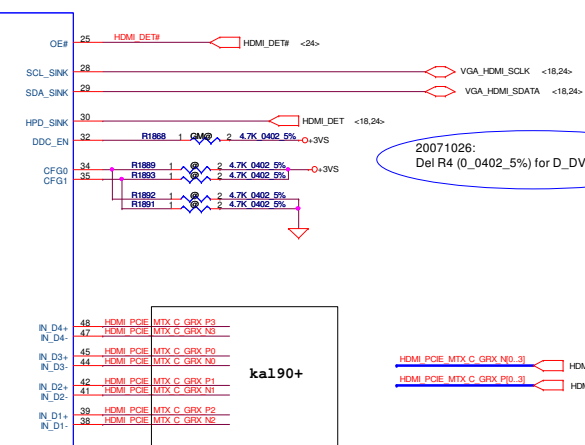 OE# 25 HDMI_DET# HDMI_DET# <24>
SCL_SINK 28 VGA_HDMI_SCLK <18,24>
SDA_SINK 29 VGA_HDMI_SDATA <18,24>
HPD_SINK 30 HDMI_DET <18,24>
DDC_EN 32 R1868 1 GM@ 2 4.7K_0402_5% +3VS
CFG0 34 R1889 1 @ 2 4.7K_0402_5% +3VS
CFG1 35 R1893 1 @ 2 4.7K_0402_5%
R1892 1 @ 2 4.7K_0402_5%
R1891 1 @ 2 4.7K_0402_5%
20071026:
Del R4 (0_0402_5%) for D_DV
IN_D4+ 48 HDMI_PCIE_MTX_C_GRX_P3
IN_D4- 47 HDMI_PCIE_MTX_C_GRX_N3
IN_D3+ 45 HDMI_PCIE_MTX_C_GRX_P0
IN_D3- 44 HDMI_PCIE_MTX_C_GRX_N0
IN_D2+ 42 HDMI_PCIE_MTX_C_GRX_P1
IN_D2- 41 HDMI_PCIE_MTX_C_GRX_N1
IN_D1+ 39 HDMI_PCIE_MTX_C_GRX_P2
IN_D1- 38 HDMI_PCIE_MTX_C_GRX_N2
ka190+
HDMI_PCIE_MTX_C_GRX_N[0..3] HDM
HDMI_PCIE_MTX_C_GRX_P[0..3] HDM